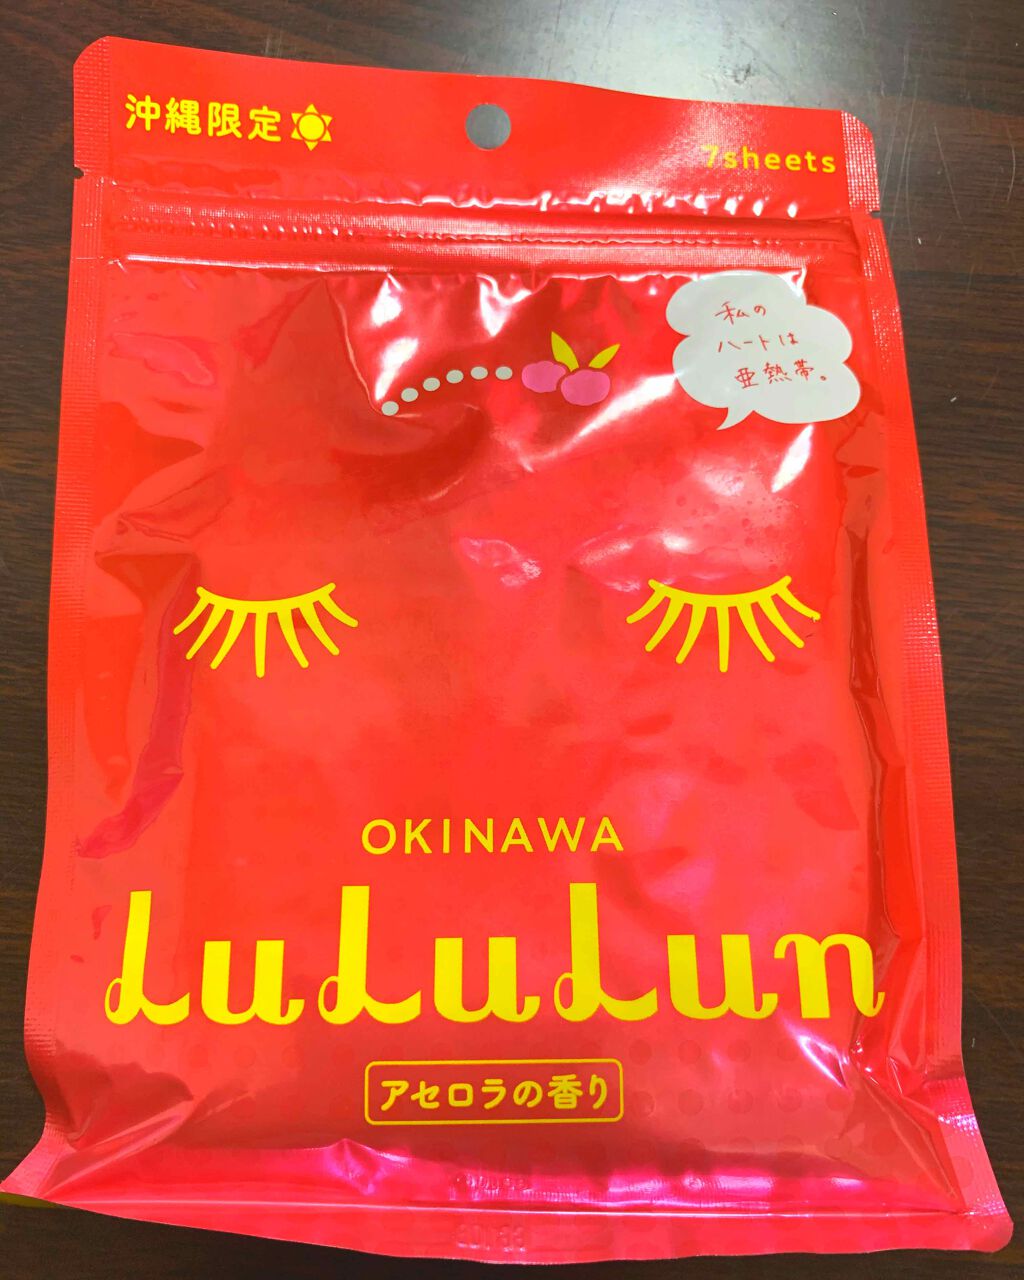 沖縄限定
7sheets
私の
ハートは
亜熱帯。
OKINAWA
LuLuLun
アセロラの香り